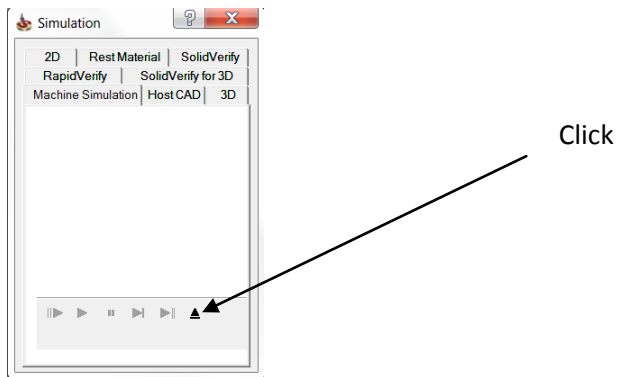 Simulation ?
2D Rest Material SolidVerify
RapidVerify SolidVerify for 3D
Machine Simulation Host CAD 3D
Click